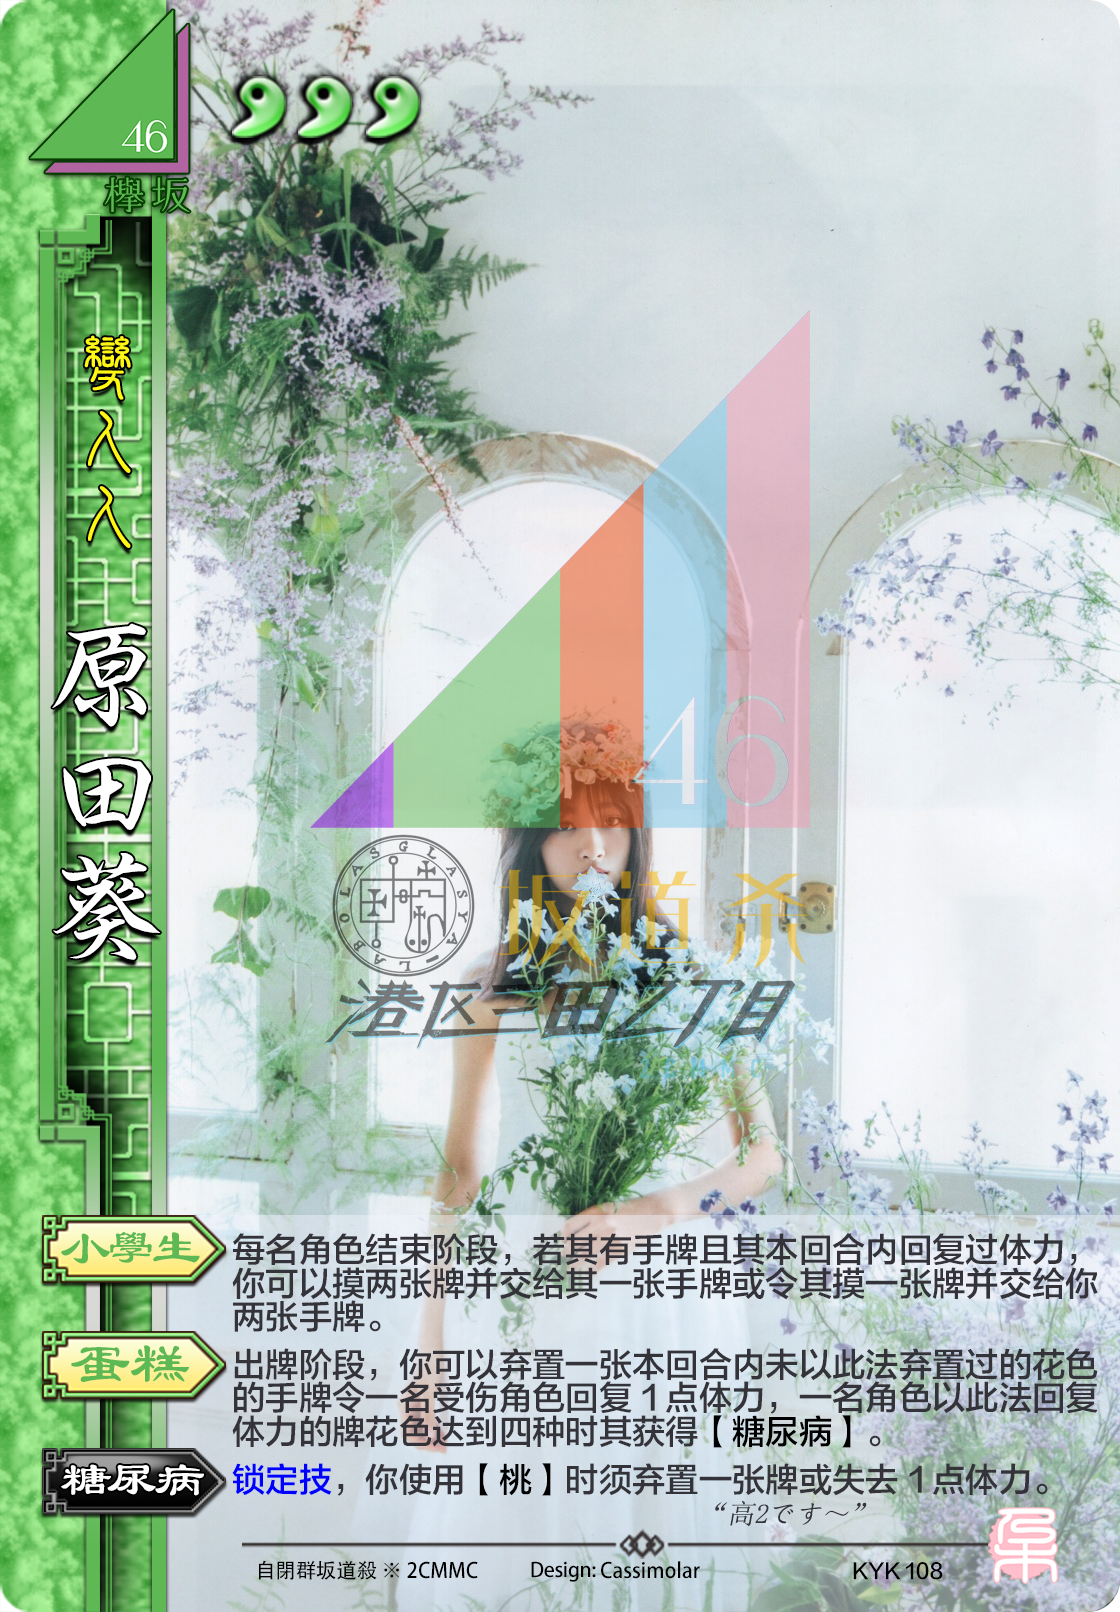 46
欅坂
變人人
原田葵
46
坂道杀
GLASYA-LABOLAS
港区三田乙丁目
小學生
每名角色结束阶段，若其有手牌且其本回合内回复过体力，
你可以摸两张牌并交给其一张手牌或令其摸一张牌并交给你
两张手牌。
蛋糕
出牌阶段，你可以弃置一张本回合内未以此法弃置过的花色
的手牌令一名受伤角色回复1点体力，一名角色以此法回复
体力的牌花色达到四种时其获得【糖尿病】。
糖尿病
锁定技，你使用【桃】时须弃置一张牌或失去1点体力。
“高2です～”
自閉群坂道殺 ※ 2CMMC
Design: Cassimolar
KYK 108